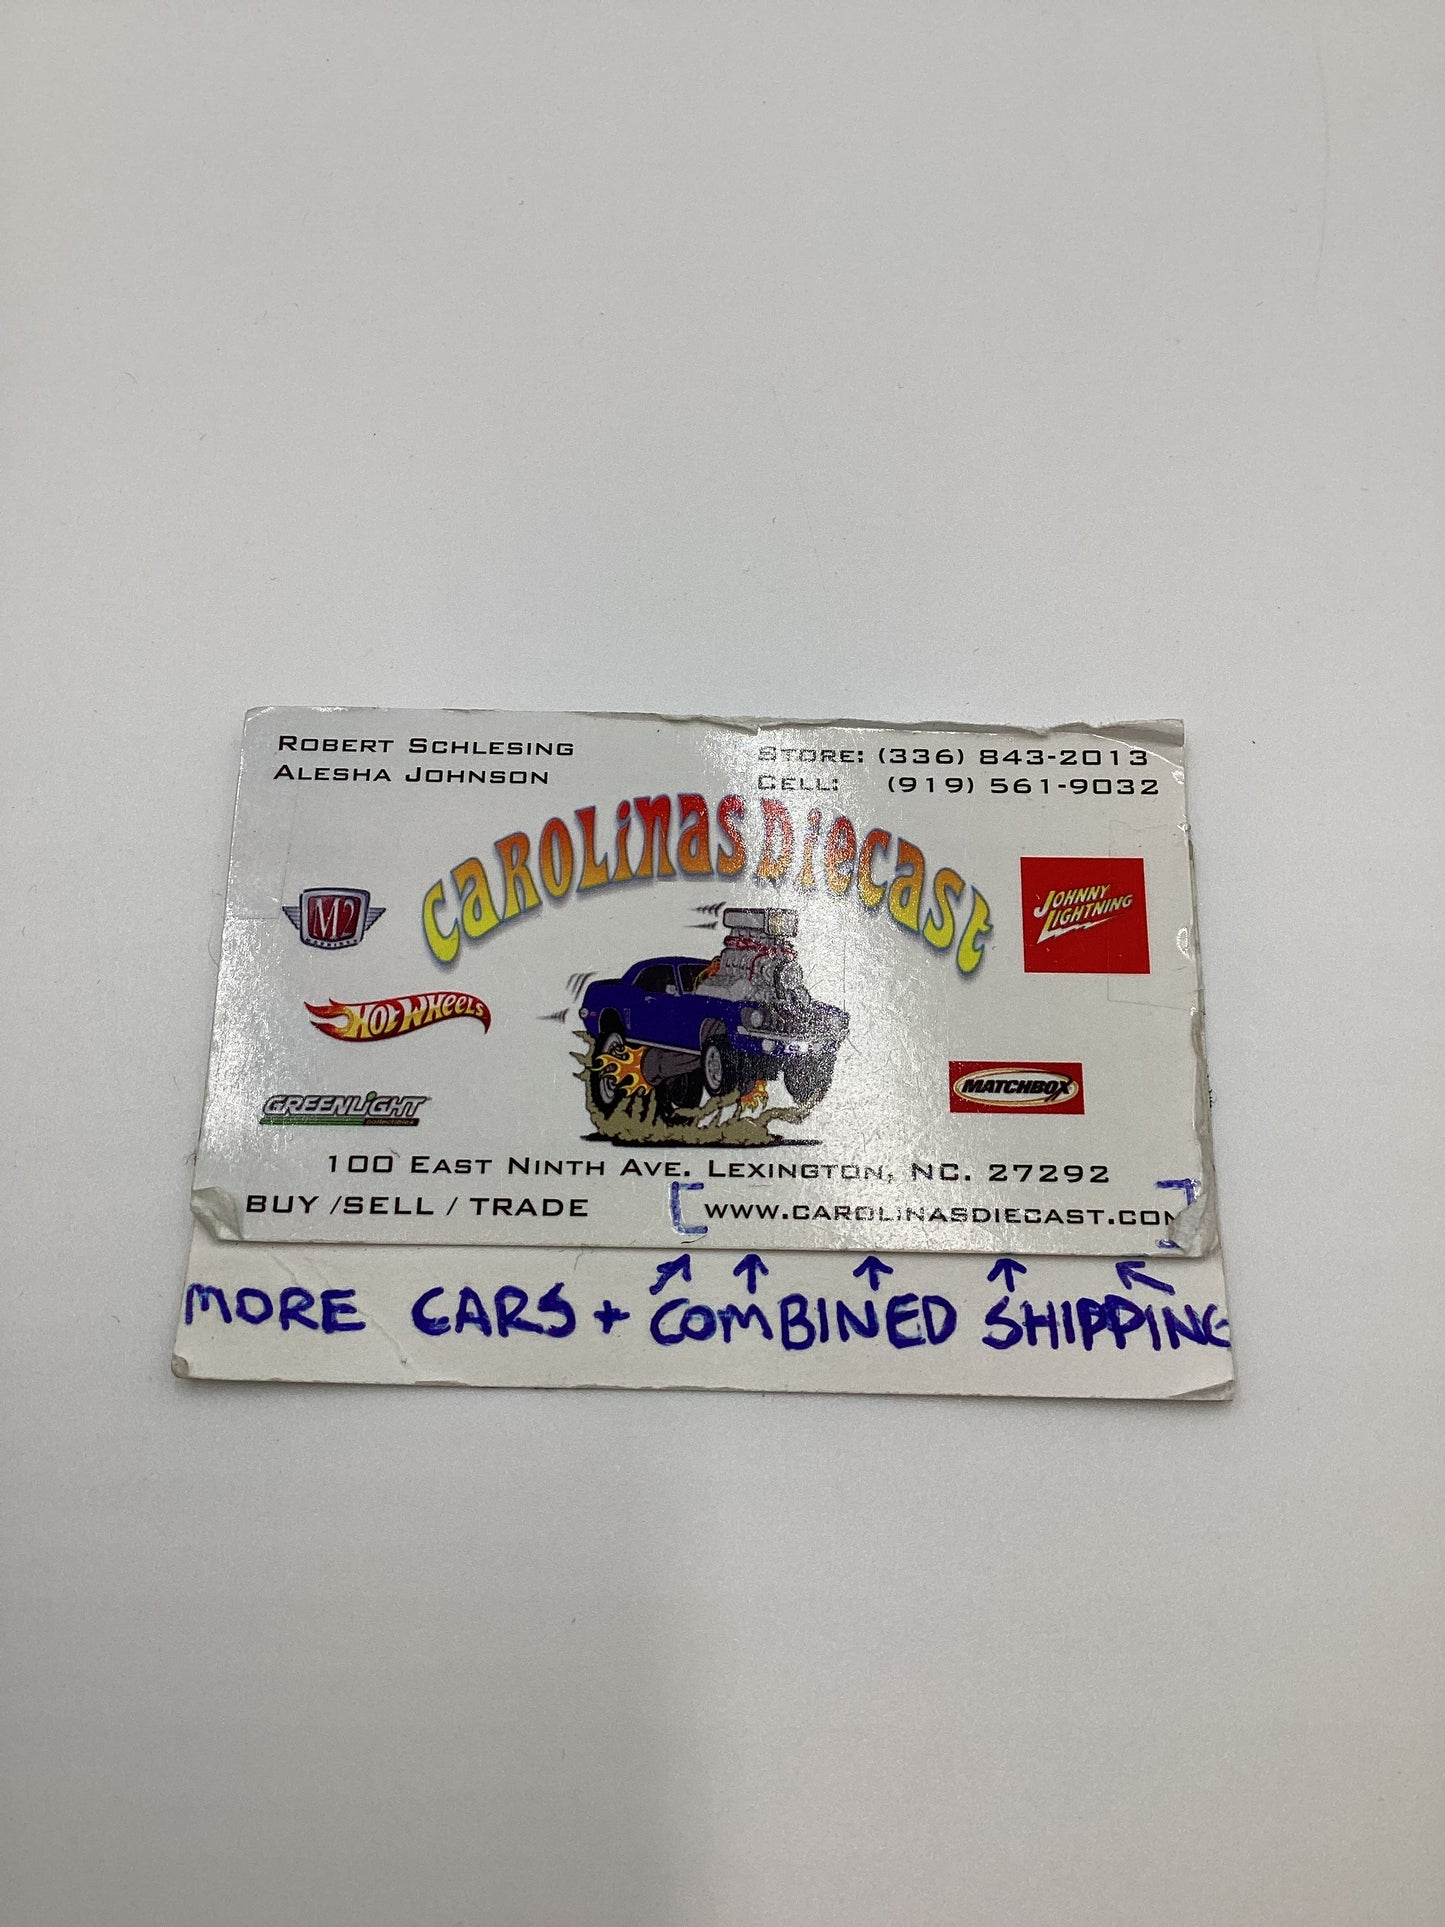 ROBERT SCHLESING
ALESHA JOHNSON
STORE: (336) 843-2013
CELL: (919) 561-9032
CAROLINAS DIECAST
M2
MACHINES
JOHNNY
LIGHTNING
HOT WHEELS
MATCHBOX
GREENLIGHT
collectibles
100 EAST NINTH AVE. LEXINGTON, NC. 27292
BUY /SELL / TRADE
[WWW.CAROLINASDIECAST.COM]
MORE CARS + COMBINED SHIPPING